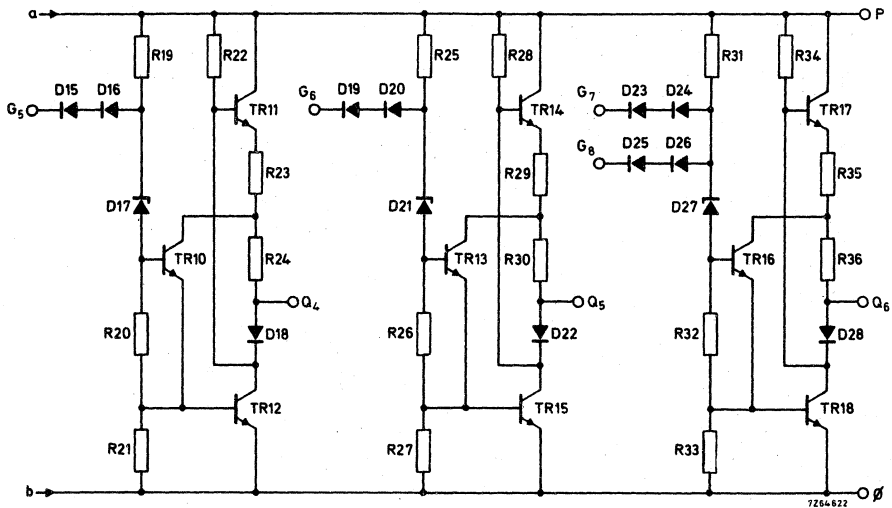 a
P
R19
R22
R25
R28
R31
R34
D15
D16
G5
TR11
G6
D19
D20
TR14
G7
D23
D24
TR17
G8
D25
D26
R23
R29
R35
D17
D21
D27
TR10
R24
TR13
R30
TR16
R36
Q4
Q5
Q6
R20
D18
R26
D22
R32
D28
TR12
TR15
TR18
R21
R27
R33
b
Ø
7Z64622